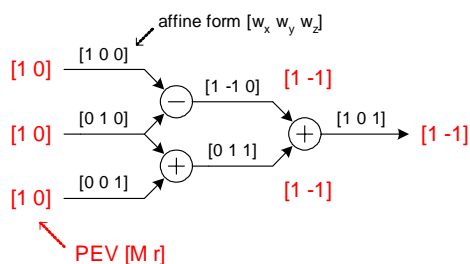 affine form [wx wy wz]
[1 0] [1 0 0] [1 -1 0] [1 -1]
−
[1 0] [0 1 0] + [1 0 1] [1 -1]
+ [0 1 1]
[1 0] [0 0 1] [1 -1]
PEV [M r]